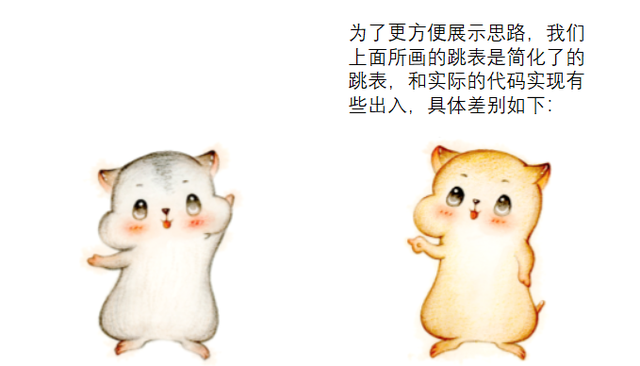 为了更方便展示思路，我们
上面所画的跳表是简化了的
跳表，和实际的代码实现有
些出入，具体差别如下：